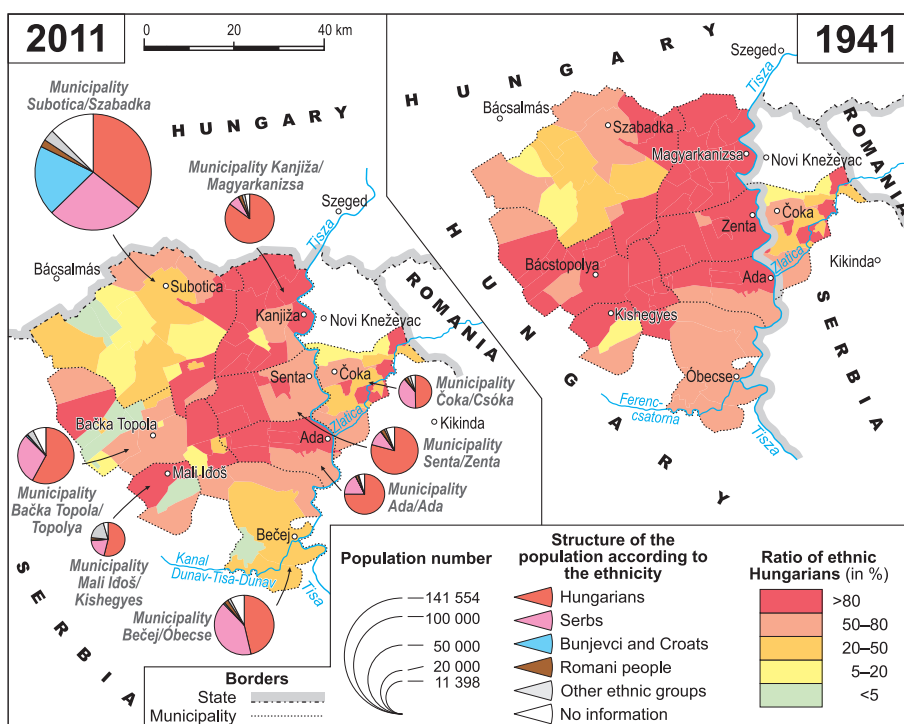 2011
0 20 40 km
1941
Municipality
Subotica/Szabadka
HUNGARY
Municipality Kanjiža/
Magyarkanizsa
Szeged
Tisza
Bácsalmás
Subotica
Kanjiža
Novi Kneževac
ROMANIA
Senta
Čoka
Municipality
Čoka/Csóka
Zlatica
Kikinda
Bačka Topola
Ada
Municipality
Senta/Zenta
Mali Iđoš
Municipality
Bačka Topola/
Topolya
Municipality
Ada/Ada
Bečej
Municipality
Mali Iđoš/
Kishegyes
Kanal
Dunav-Tisa-Dunav
Tisa
Municipality
Bečej/Óbecse
SERBIA
HUNGARY
Szeged
Tisza
Bácsalmás
Szabadka
Magyarkanizsa
Novi Kneževac
ROMANIA
Zenta
Čoka
Zlatica
Bácstopolya
Ada
Kikinda
Kishegyes
HUNGARY
SERBIA
Óbecse
Ferenc-
csatorna
Tisza
Borders
State
Municipality
Population number
141 554
100 000
50 000
20 000
11 398
Structure of the
population according to
the ethnicity
Hungarians
Serbs
Bunjevci and Croats
Romani people
Other ethnic groups
No information
Ratio of ethnic
Hungarians (in %)
>80
50–80
20–50
5–20
<5